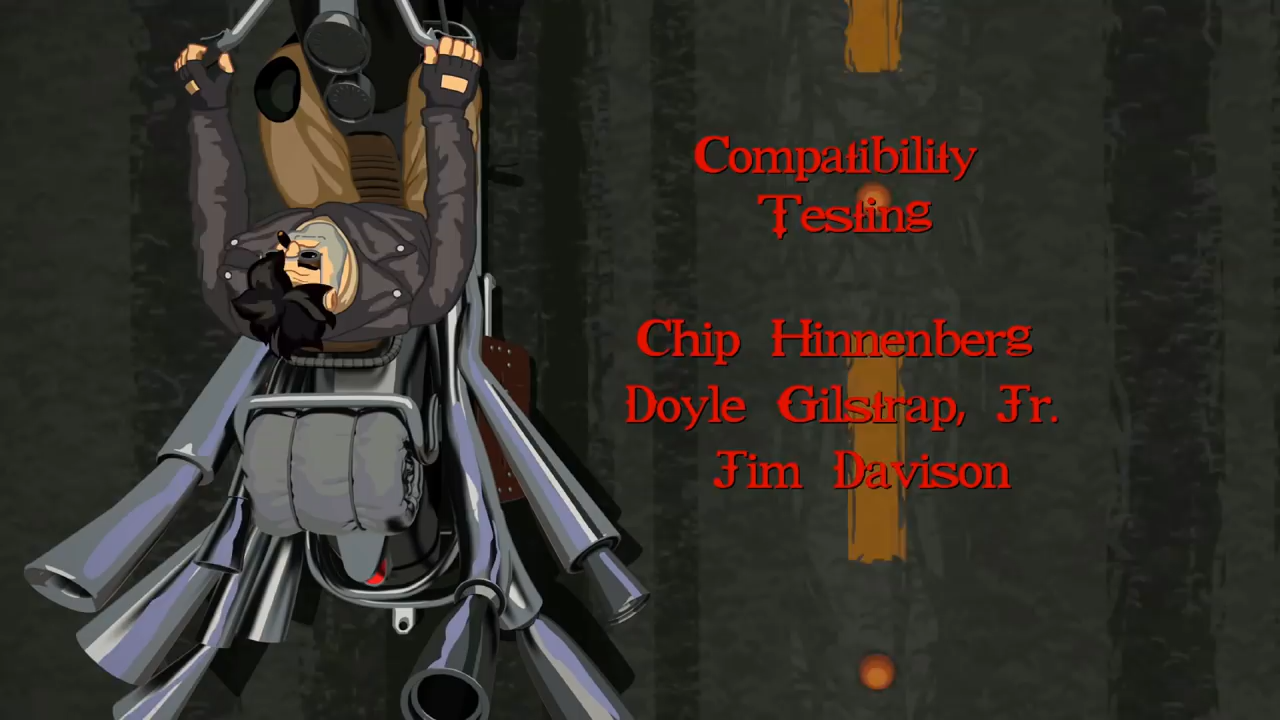 Compatibility
Testing
Chip Hinnenberg
Doyle Gilstrap, Jr.
Jim Davison